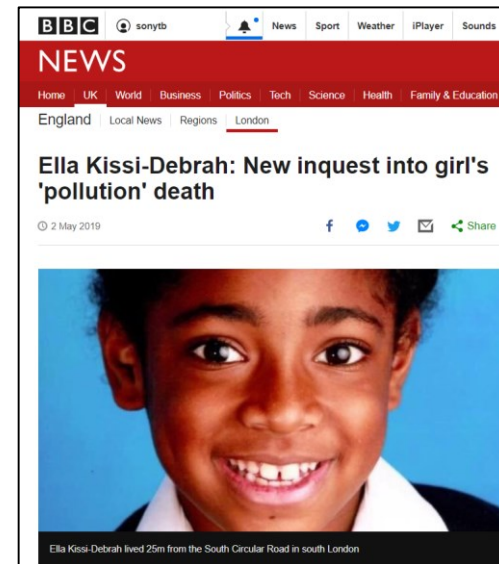 BBC sonytb News Sport Weather iPlayer Sounds
NEWS
Home UK World Business Politics Tech Science Health Family & Education
England Local News Regions London
Ella Kissi-Debrah: New inquest into girl's
'pollution' death
2 May 2019 f Share
Ella Kissi-Debrah lived 25m from the South Circular Road in south London